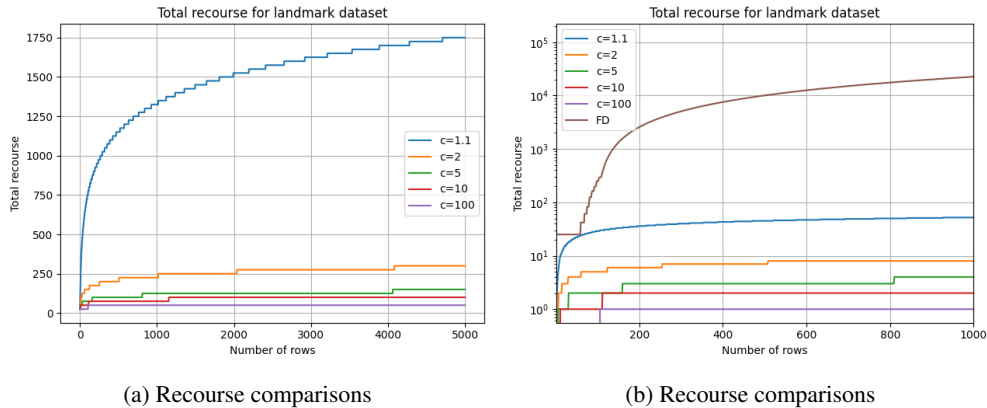 Total recourse for landmark dataset
1750
1500
1250
1000
750
500
250
0
Total recourse
c=1.1
c=2
c=5
c=10
c=100
0 1000 2000 3000 4000 5000
Number of rows
(a) Recourse comparisons
Total recourse for landmark dataset
10^5
10^4
10^3
10^2
10^1
10^0
Total recourse
c=1.1
c=2
c=5
c=10
c=100
FD
200 400 600 800 1000
Number of rows
(b) Recourse comparisons